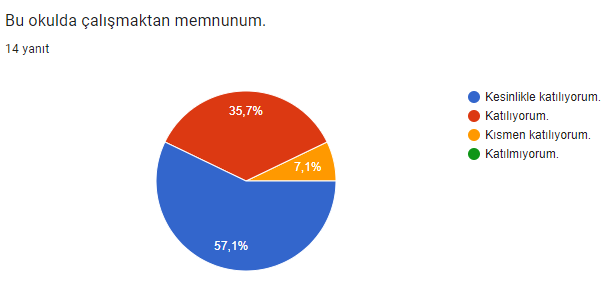 Bu okulda çalışmaktan memnunum.
14 yanıt
Kesinlikle katılıyorum.
Katılıyorum.
Kısmen katılıyorum.
Katılmıyorum.
35,7%
7,1%
57,1%